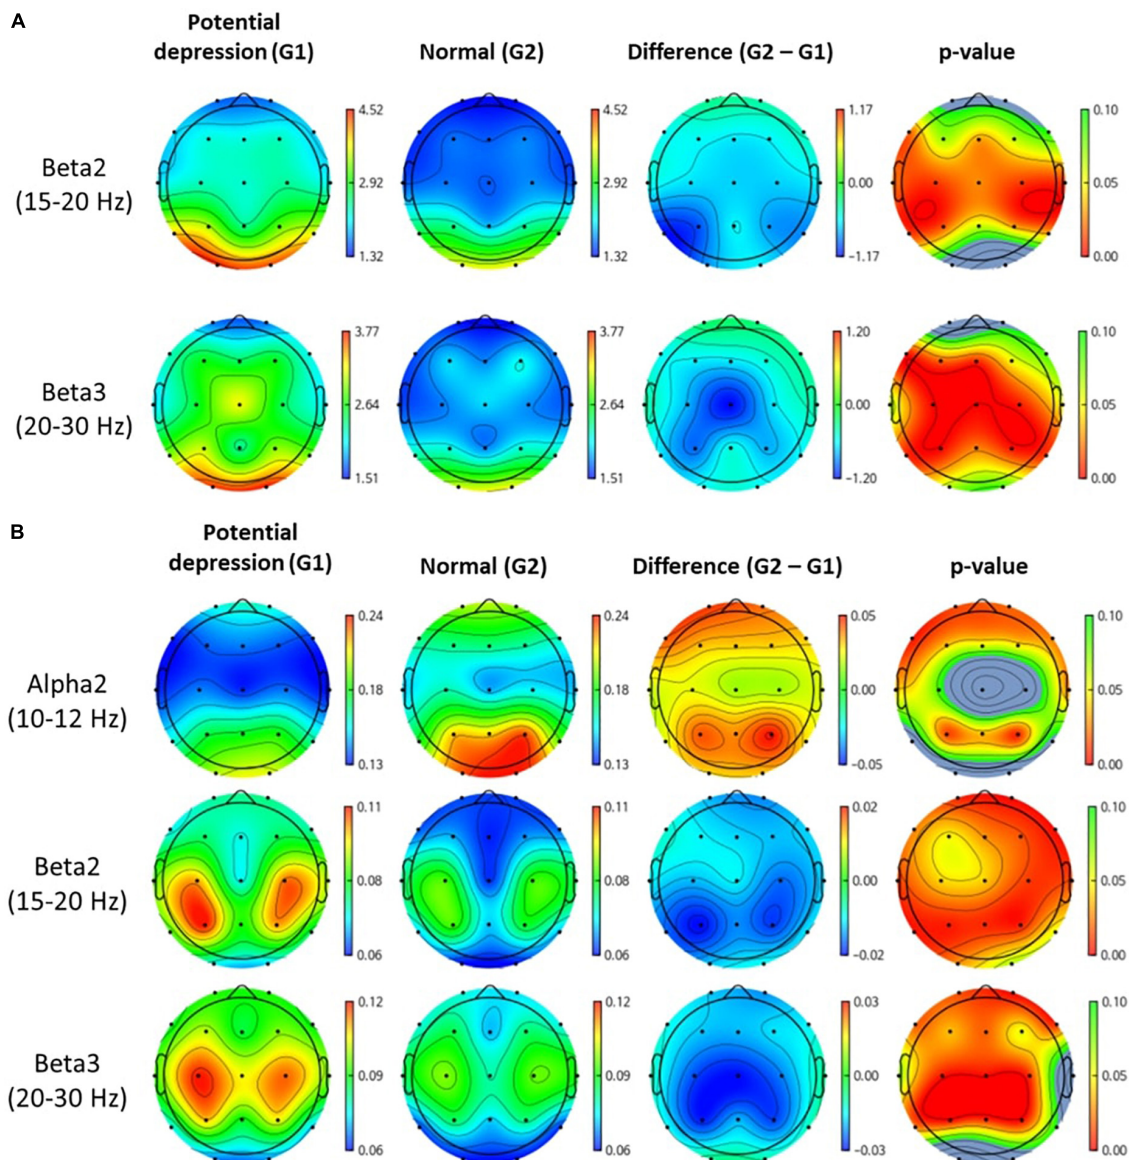 A
Potential
depression (G1)
Normal (G2)
Difference (G2 – G1)
p-value
Beta2
(15-20 Hz)
4.52
2.92
1.32
4.52
2.92
1.32
1.17
0.00
−1.17
0.10
0.05
0.00
Beta3
(20-30 Hz)
3.77
2.64
1.51
3.77
2.64
1.51
1.20
0.00
−1.20
0.10
0.05
0.00
B
Potential
depression (G1)
Normal (G2)
Difference (G2 – G1)
p-value
Alpha2
(10-12 Hz)
0.24
0.18
0.13
0.24
0.18
0.13
0.05
0.00
−0.05
0.10
0.05
0.00
Beta2
(15-20 Hz)
0.11
0.08
0.06
0.11
0.08
0.06
0.02
0.00
−0.02
0.10
0.05
0.00
Beta3
(20-30 Hz)
0.12
0.09
0.06
0.12
0.09
0.06
0.03
0.00
−0.03
0.10
0.05
0.00